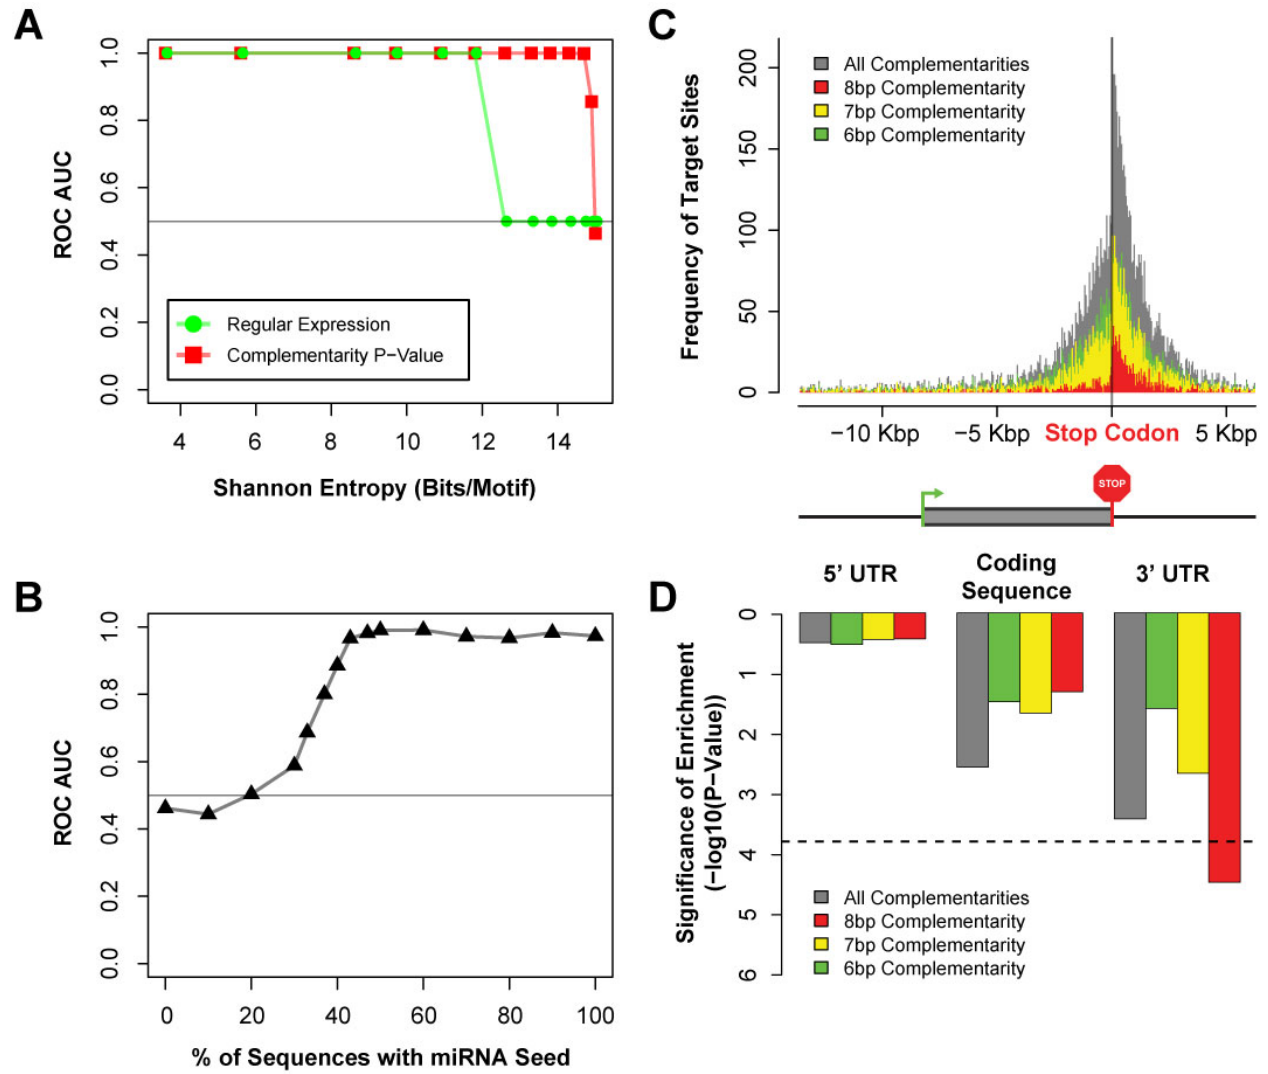 A
ROC AUC
1.0
0.8
0.6
0.4
0.2
0.0
Regular Expression
Complementarity P−Value
4 6 8 10 12 14
Shannon Entropy (Bits/Motif)
B
ROC AUC
1.0
0.8
0.6
0.4
0.2
0.0
0 20 40 60 80 100
% of Sequences with miRNA Seed
C
Frequency of Target Sites
200
150
100
50
0
All Complementarities
8bp Complementarity
7bp Complementarity
6bp Complementarity
−10 Kbp −5 Kbp Stop Codon 5 Kbp
STOP
D
5’ UTR
Coding
Sequence
3’ UTR
Significance of Enrichment
(−log10(P−Value))
0
1
2
3
4
5
6
All Complementarities
8bp Complementarity
7bp Complementarity
6bp Complementarity